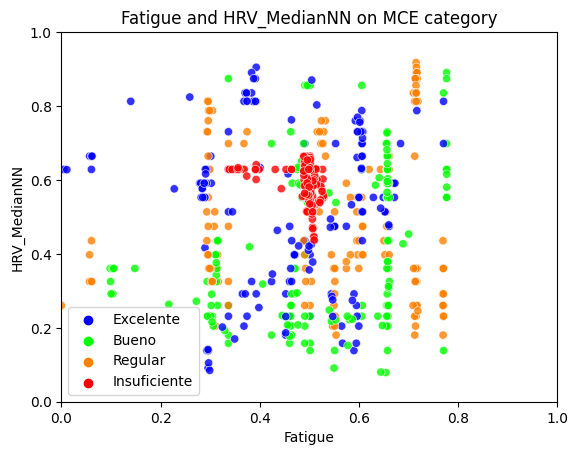 Fatigue and HRV_MedianNN on MCE category
1.0
0.8
0.6
0.4
0.2
0.0
HRV_MedianNN
Excelente
Bueno
Regular
Insuficiente
0.0 0.2 0.4 0.6 0.8 1.0
Fatigue